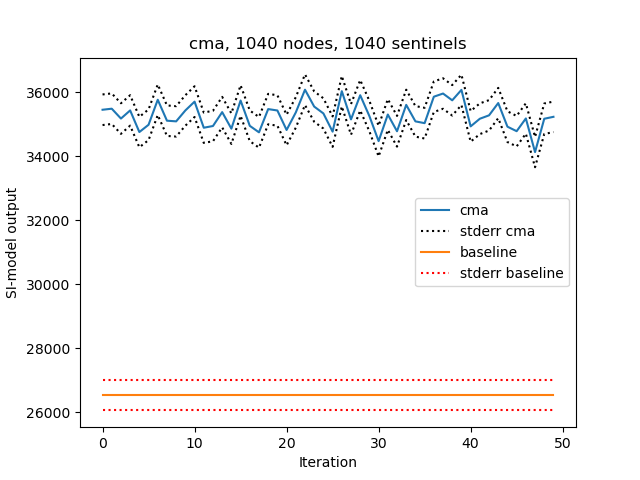 cma, 1040 nodes, 1040 sentinels
SI-model output
36000
34000
32000
30000
28000
26000
cma
stderr cma
baseline
stderr baseline
0 10 20 30 40 50
Iteration